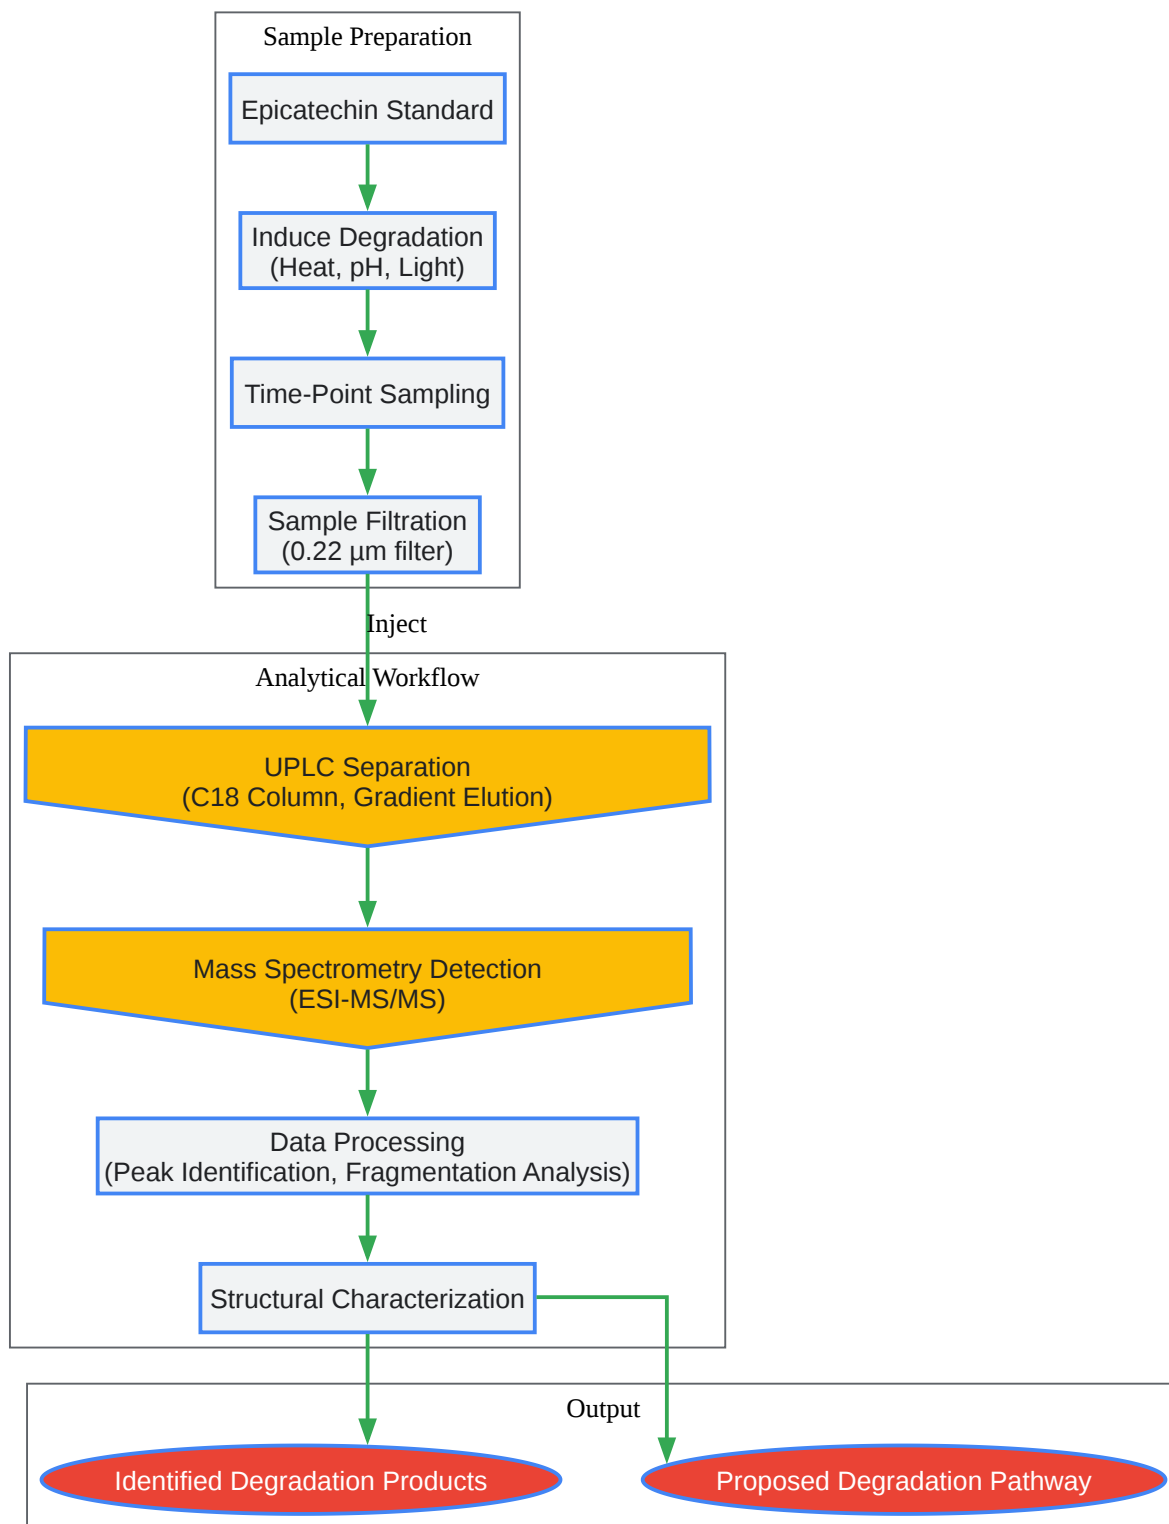 Sample Preparation
Epicatechin Standard
Induce Degradation
(Heat, pH, Light)
Time-Point Sampling
Sample Filtration
(0.22 µm filter)
Inject
Analytical Workflow
UPLC Separation
(C18 Column, Gradient Elution)
Mass Spectrometry Detection
(ESI-MS/MS)
Data Processing
(Peak Identification, Fragmentation Analysis)
Structural Characterization
Output
Identified Degradation Products
Proposed Degradation Pathway